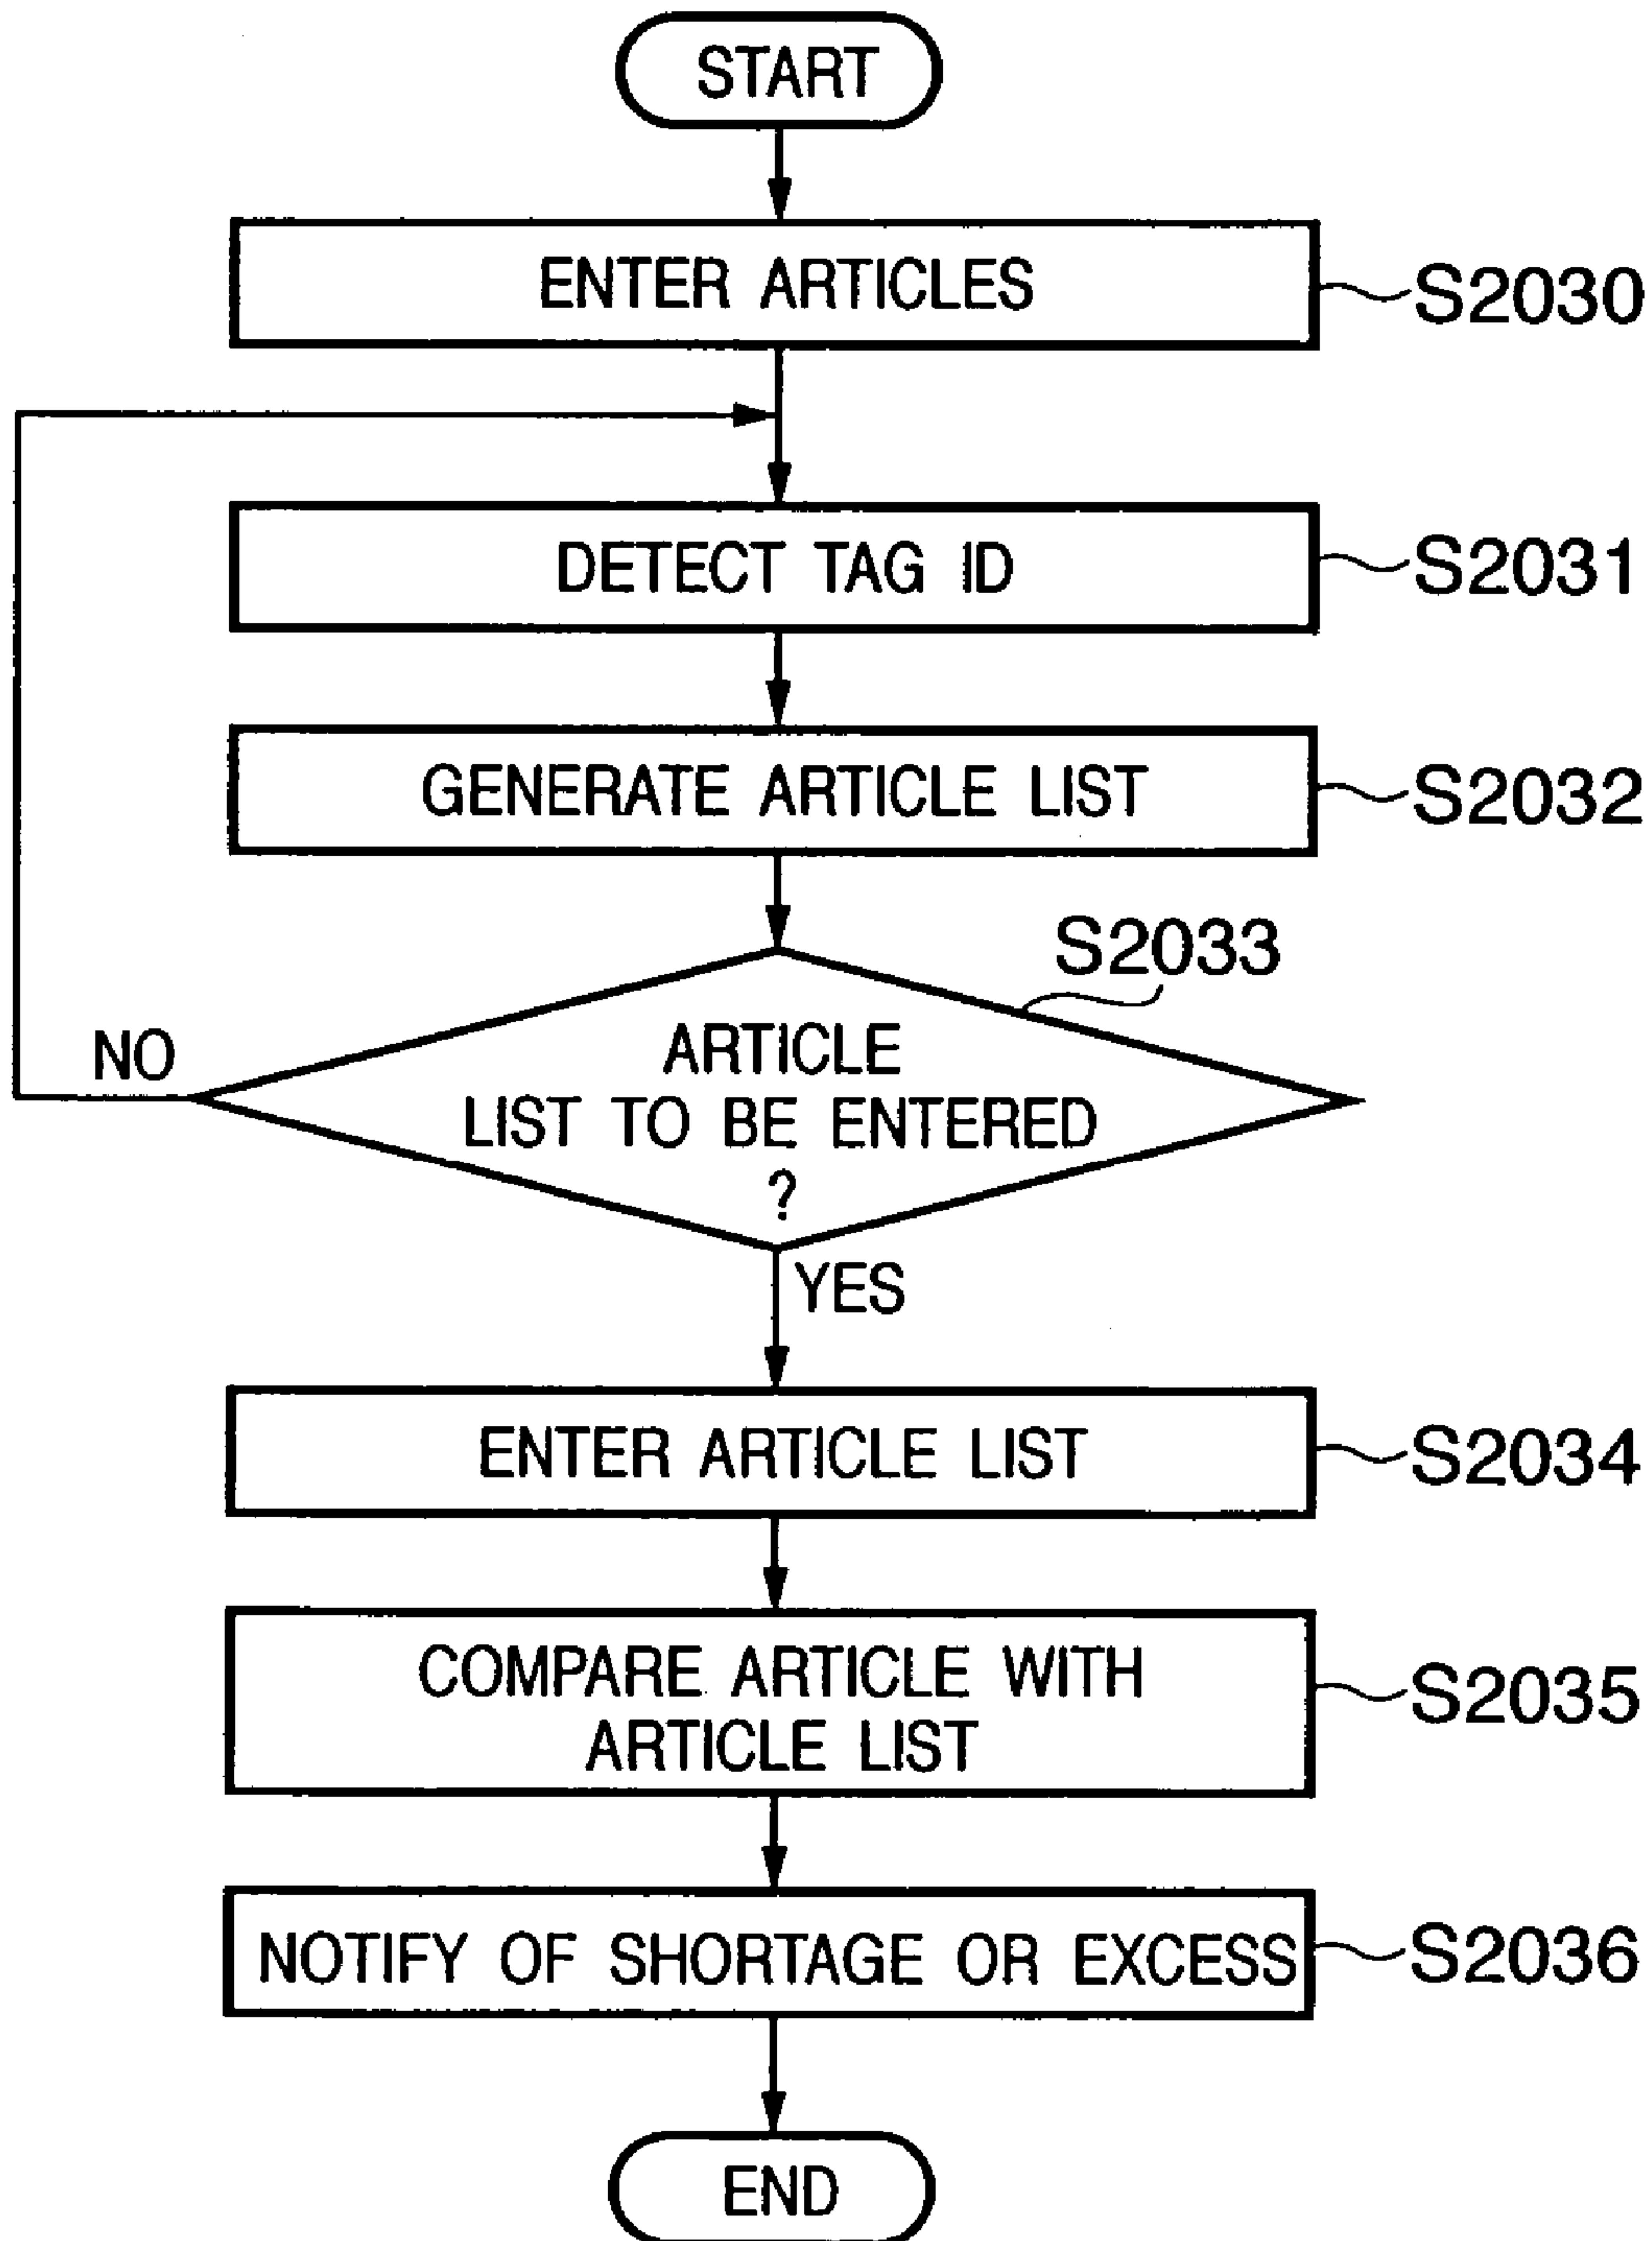 START
ENTER ARTICLES
S2030
DETECT TAG ID
S2031
GENERATE ARTICLE LIST
S2032
S2033
NO
ARTICLE
LIST TO BE ENTERED
?
YES
ENTER ARTICLE LIST
S2034
COMPARE ARTICLE WITH
ARTICLE LIST
S2035
NOTIFY OF SHORTAGE OR EXCESS
S2036
END